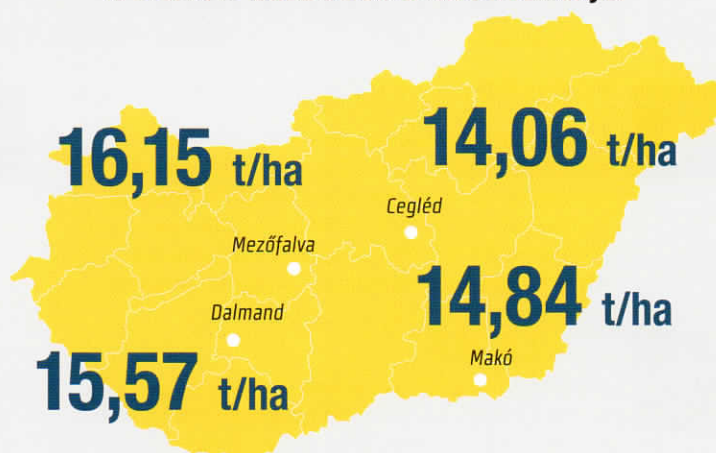 16,15 t/ha
14,06 t/ha
Cegléd
Mezőfalva
14,84 t/ha
Dalmand
Makó
15,57 t/ha